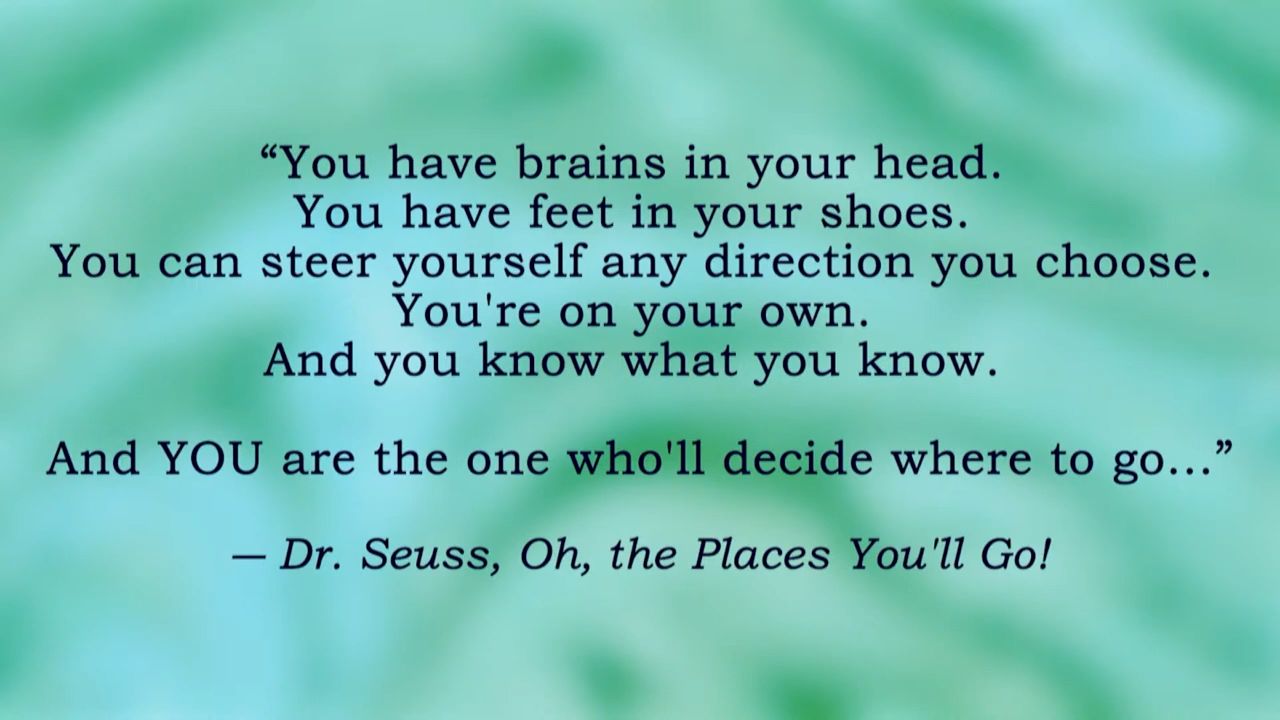 “You have brains in your head.
You have feet in your shoes.
You can steer yourself any direction you choose.
You're on your own.
And you know what you know.
And YOU are the one who'll decide where to go…”
— Dr. Seuss, Oh, the Places You'll Go!